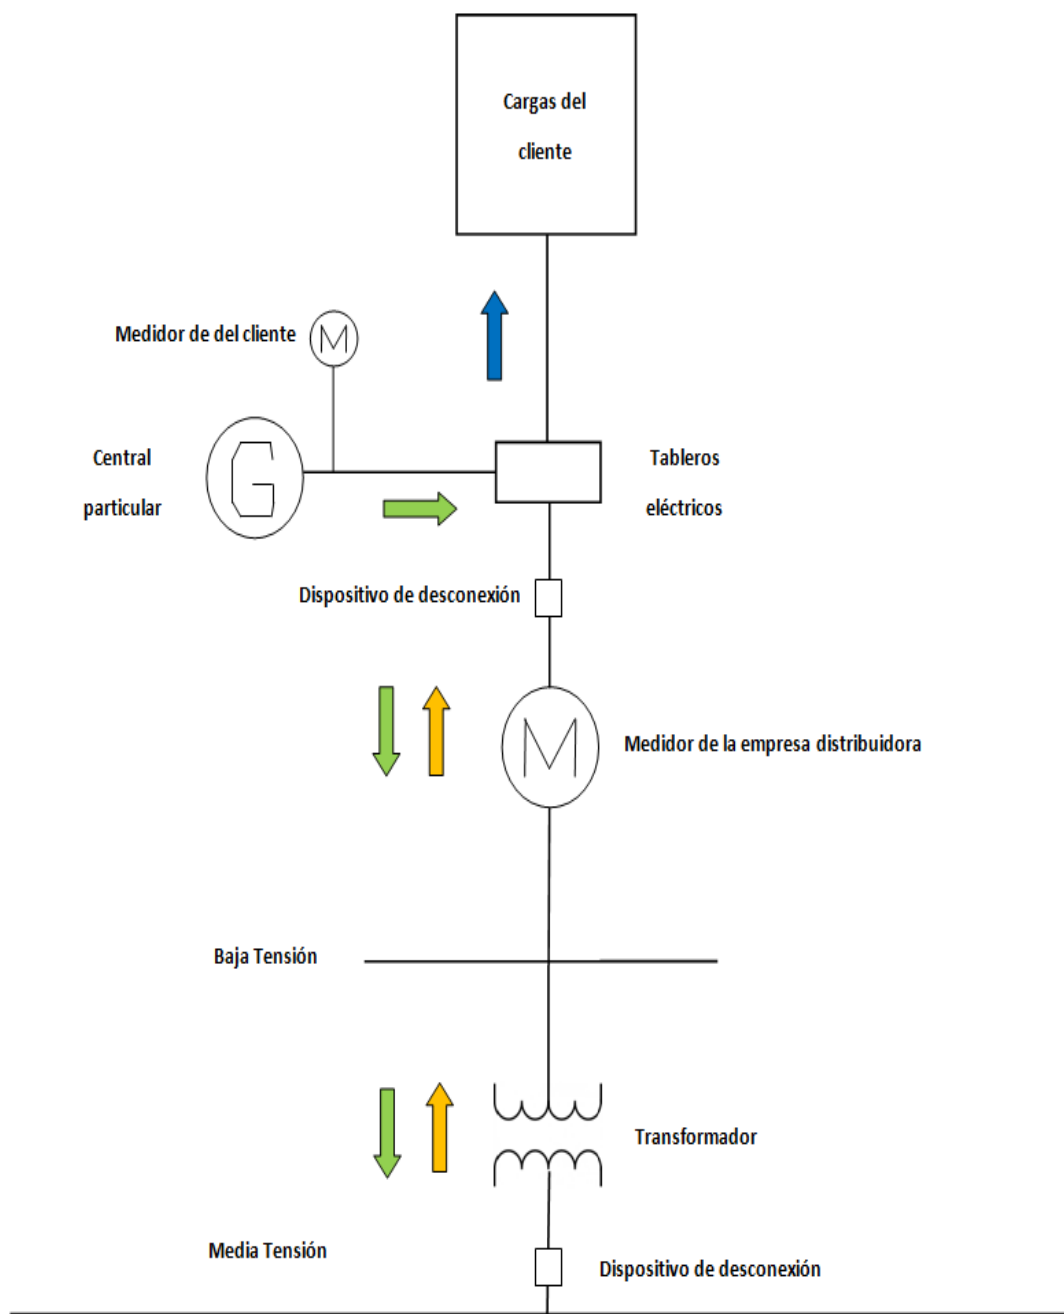 Cargas del
cliente
Medidor de del cliente
M
Central
particular
G
Tableros
eléctricos
Dispositivo de desconexión
M
Medidor de la empresa distribuidora
Baja Tensión
Transformador
Media Tensión
Dispositivo de desconexión